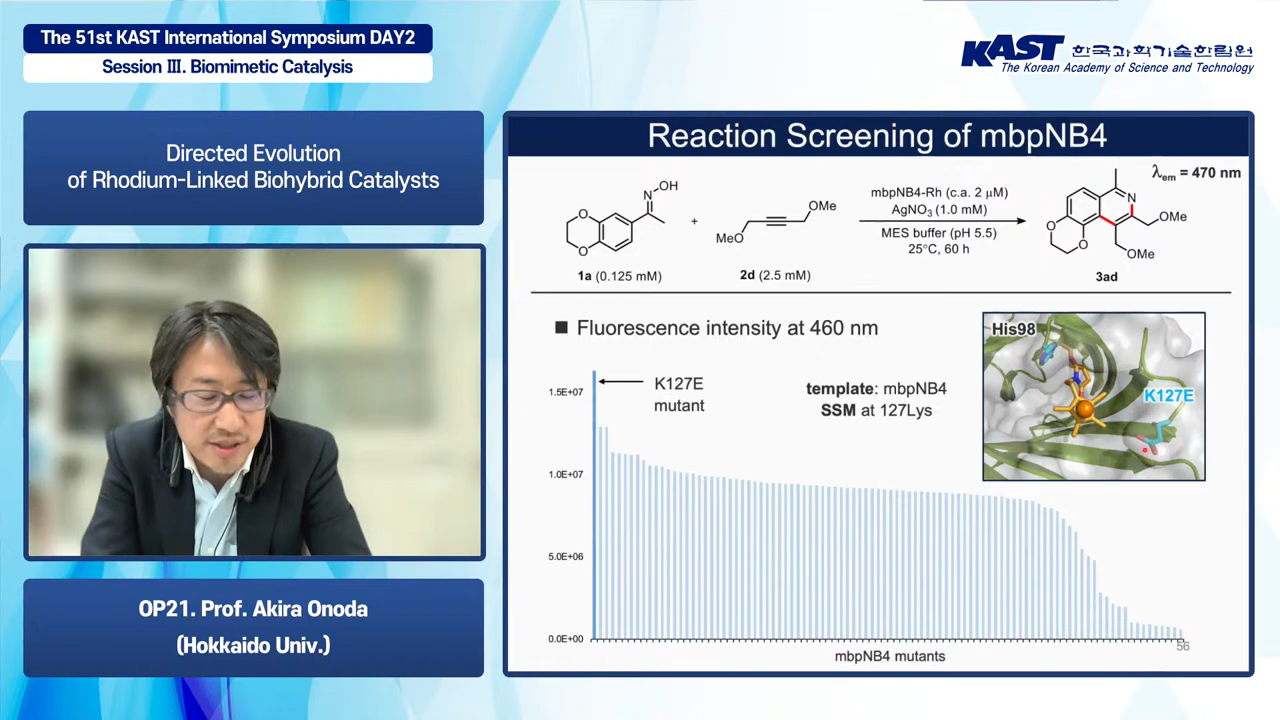 The 51st KAST International Symposium DAY2
Session III. Biomimetic Catalysis
KAST 한국과학기술한림원
The Korean Academy of Science and Technology
Directed Evolution
of Rhodium-Linked Biohybrid Catalysts
OP21. Prof. Akira Onoda
(Hokkaido Univ.)
Reaction Screening of mbpNB4
λem = 470 nm
N OH
O
O
1a (0.125 mM)
+
OMe
MeO
2d (2.5 mM)
mbpNB4-Rh (c.a. 2 μM)
AgNO3 (1.0 mM)
MES buffer (pH 5.5)
25°C, 60 h
N
O
O
OMe
OMe
3ad
■ Fluorescence intensity at 460 nm
1.5E+07
1.0E+07
5.0E+06
0.0E+00
K127E
mutant
template: mbpNB4
SSM at 127Lys
His98
K127E
mbpNB4 mutants
56